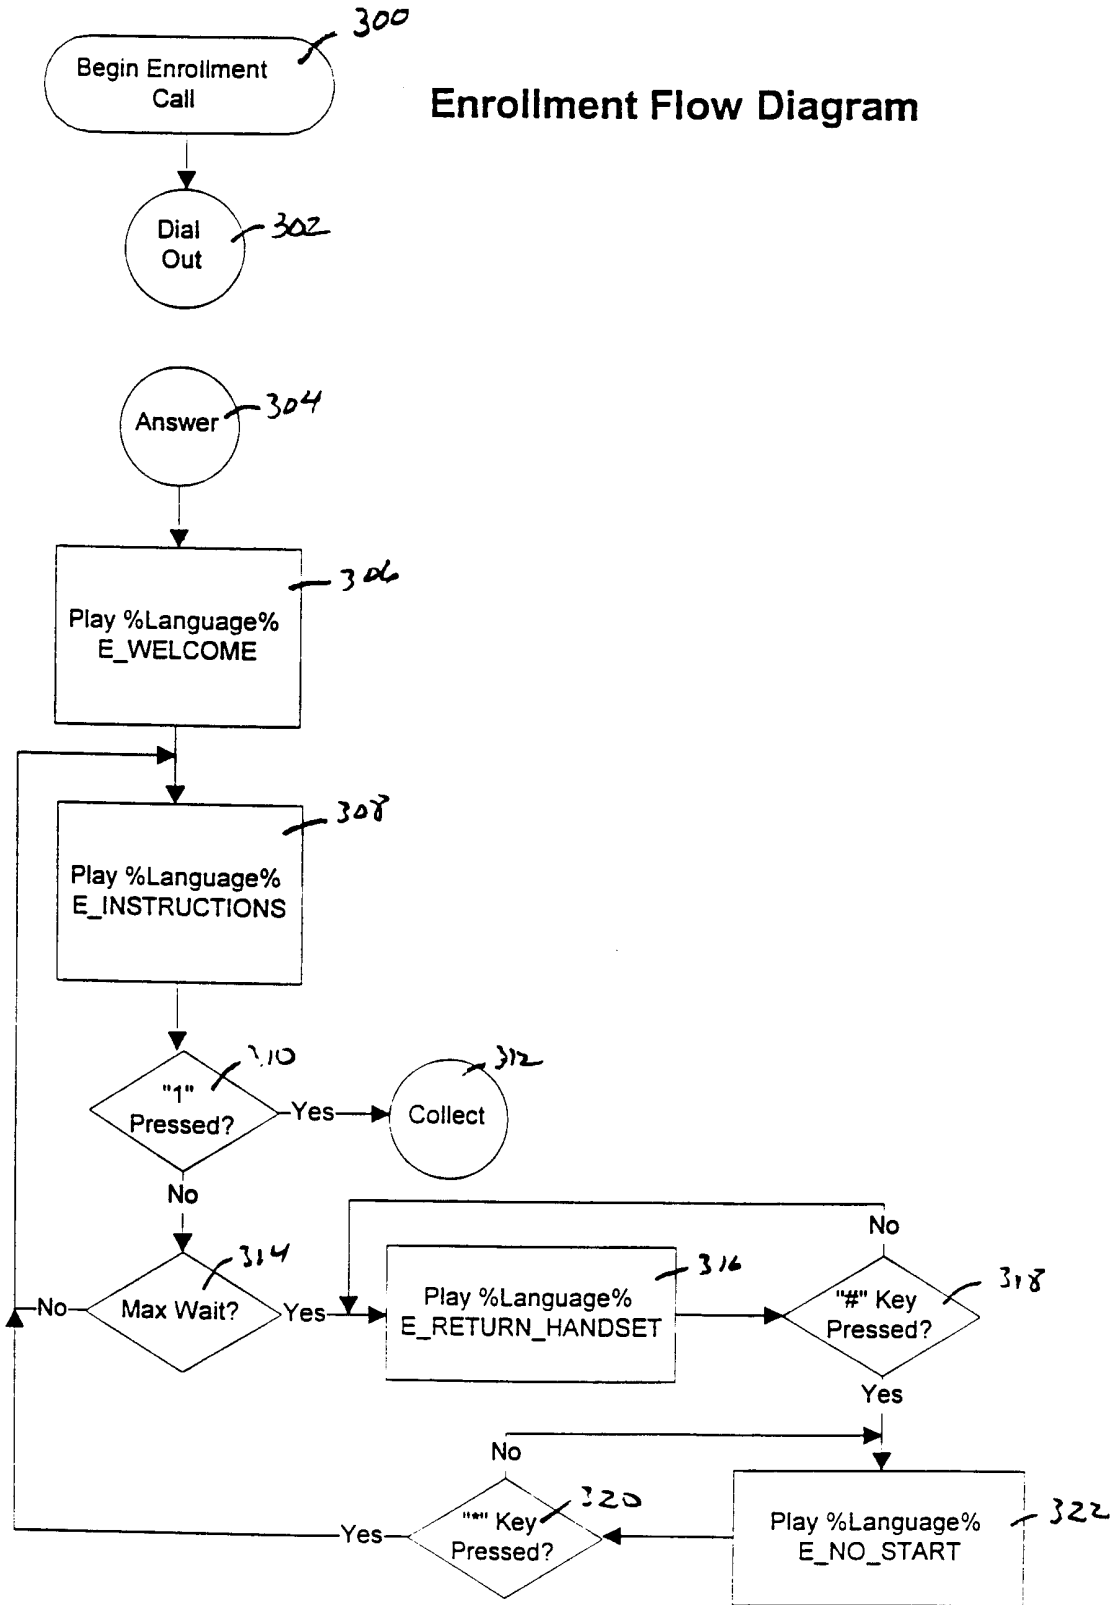 300
Begin Enrollment
Call
Enrollment Flow Diagram
Dial
Out
302
Answer
304
306
Play %Language%
E_WELCOME
308
Play %Language%
E_INSTRUCTIONS
310
"1"
Pressed?
Yes
312
Collect
No
314
Max Wait?
No
Yes
316
Play %Language%
E_RETURN_HANDSET
No
318
"#" Key
Pressed?
Yes
No
320
"*" Key
Pressed?
Yes
322
Play %Language%
E_NO_START